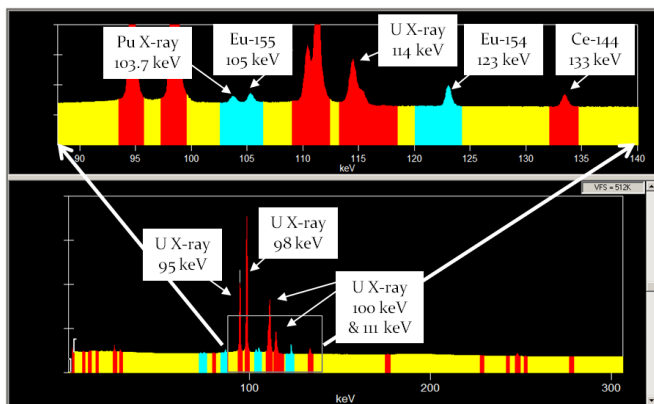 Pu X-ray
103.7 keV
Eu-155
105 keV
U X-ray
114 keV
Eu-154
123 keV
Ce-144
133 keV
90 95 100 105 110 115 120 125 130 135 140
keV
VFS = 512K
U X-ray
98 keV
U X-ray
95 keV
U X-ray
100 keV
& 111 keV
100 200 300
keV keV keV